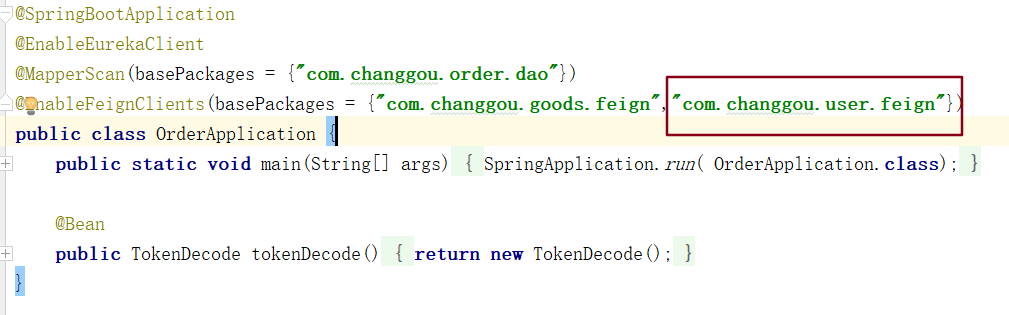 @SpringBootApplication
@EnableEurekaClient
@MapperScan(basePackages = {"com.changgou.order.dao"})
@EnableFeignClients(basePackages = {"com.changgou.goods.feign","com.changgou.user.feign"})
public class OrderApplication {
public static void main(String[] args) { SpringApplication.run( OrderApplication.class); }
@Bean
public TokenDecode tokenDecode() { return new TokenDecode(); }
}